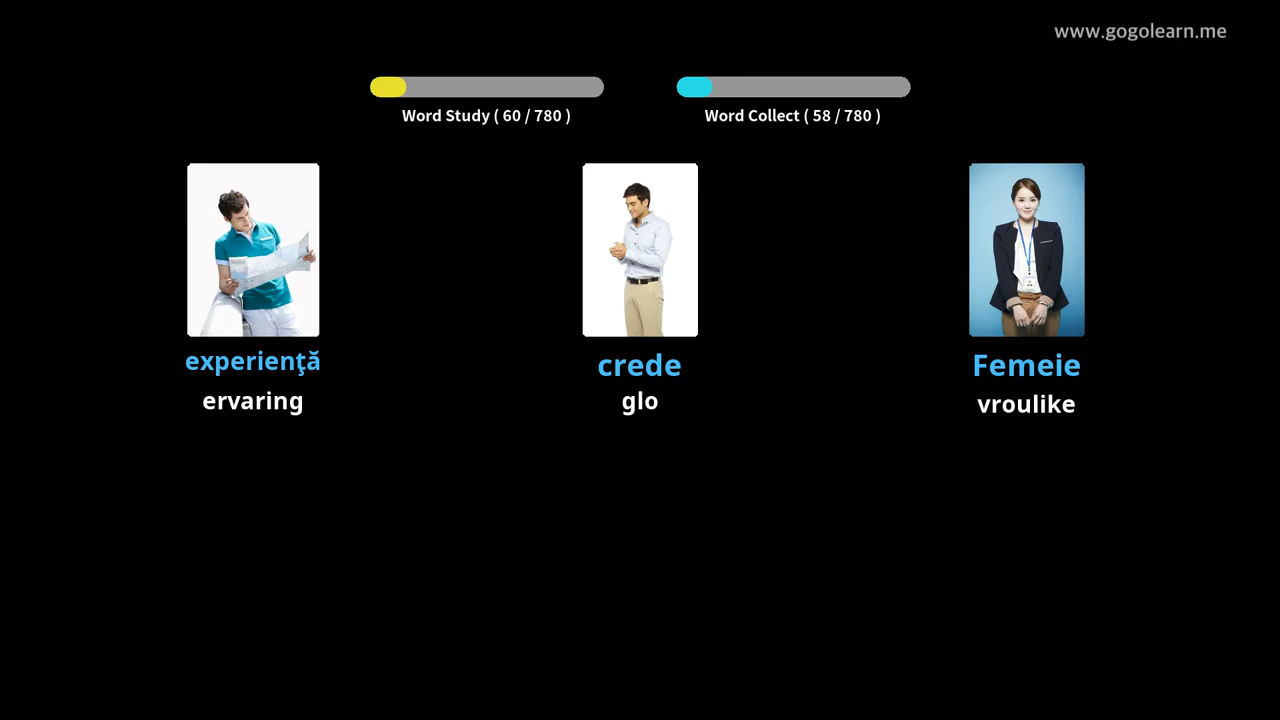 www.gogolearn.me
Word Study ( 60 / 780 )
Word Collect ( 58 / 780 )
experienţă
crede
Femeie
ervaring
glo
vroulike